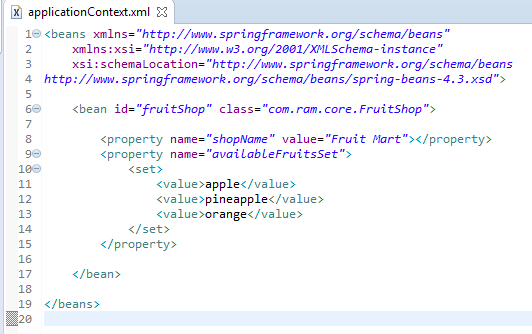 applicationContext.xml
1 <beans xmlns="http://www.springframework.org/schema/beans"
2 xmlns:xsi="http://www.w3.org/2001/XMLSchema-instance"
3 xsi:schemaLocation="http://www.springframework.org/schema/beans
4 http://www.springframework.org/schema/beans/spring-beans-4.3.xsd">
5
6 <bean id="fruitShop" class="com.ram.core.FruitShop">
7
8 <property name="shopName" value="Fruit Mart"></property>
9 <property name="availableFruitsSet">
10 <set>
11 <value>apple</value>
12 <value>pineapple</value>
13 <value>orange</value>
14 </set>
15 </property>
16
17 </bean>
18
19 </beans>
20